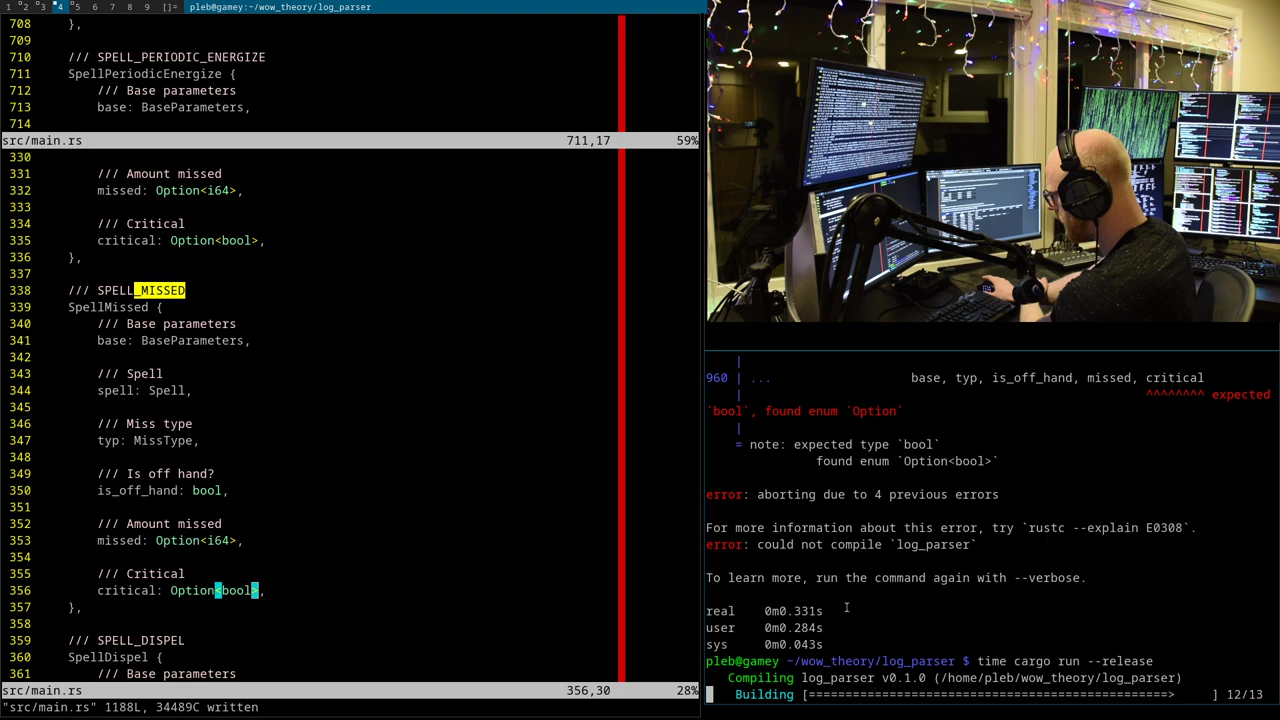 1 2 3 4 5 6 7 8 9 []= pleb@gamey:~/wow_theory/log_parser
708 },
709
710 /// SPELL_PERIODIC_ENERGIZE
711 SpellPeriodicEnergize {
712 /// Base parameters
713 base: BaseParameters,
714
src/main.rs 711,17 59%
330
331 /// Amount missed
332 missed: Option<i64>,
333
334 /// Critical
335 critical: Option<bool>,
336 },
337
338 /// SPELL_MISSED
339 SpellMissed {
340 /// Base parameters
341 base: BaseParameters,
342
343 /// Spell
344 spell: Spell,
345
346 /// Miss type
347 typ: MissType,
348
349 /// Is off hand?
350 is_off_hand: bool,
351
352 /// Amount missed
353 missed: Option<i64>,
354
355 /// Critical
356 critical: Option<bool>,
357 },
358
359 /// SPELL_DISPEL
360 SpellDispel {
361 /// Base parameters
src/main.rs 356,30 28%
"src/main.rs" 1188L, 34489C written
|
960 | ... base, typ, is_off_hand, missed, critical
| ^^^^^^^^ expected
`bool`, found enum `Option`
|
= note: expected type `bool`
found enum `Option<bool>`
error: aborting due to 4 previous errors
For more information about this error, try `rustc --explain E0308`.
error: could not compile `log_parser`
To learn more, run the command again with --verbose.
real 0m0.331s
user 0m0.284s
sys 0m0.043s
pleb@gamey ~/wow_theory/log_parser $ time cargo run --release
Compiling log_parser v0.1.0 (/home/pleb/wow_theory/log_parser)
Building [==================================================> ] 12/13